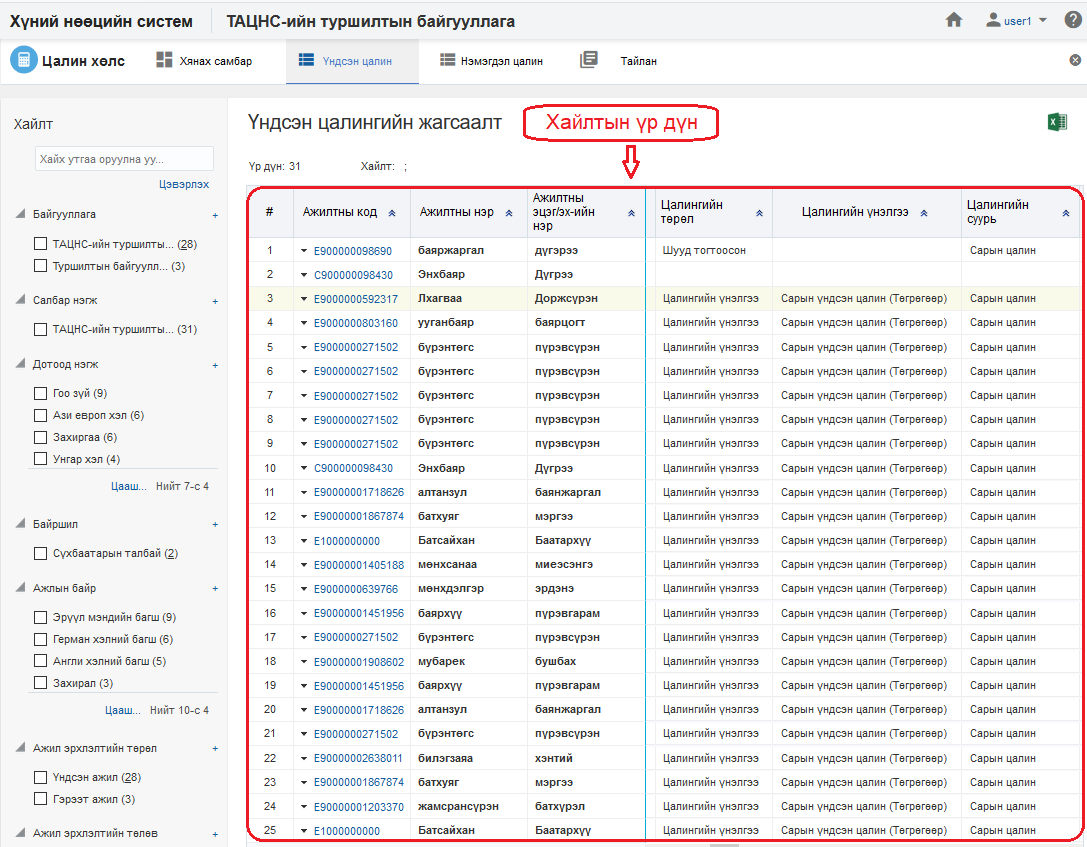 Хүний нөөцийн систем ТАЦНС-ийн туршилтын байгууллага user1 ?
Цалин хөлс Хянах самбар Үндсэн цалин Нэмэгдэл цалин Тайлан
Хайлт
Хайх утгаа оруулна уу...
Цэвэрлэх
Байгууллага +
ТАЦНС-ийн туршилты... (28)
Туршилтын байгуулл... (3)
Салбар нэгж +
ТАЦНС-ийн туршилты... (31)
Дотоод нэгж +
Гоо зүй (9)
Ази европ хэл (6)
Захиргаа (6)
Унгар хэл (4)
Цааш... Нийт 7-с 4
Байршил +
Сүхбаатарын талбай (2)
Ажлын байр +
Эрүүл мэндийн багш (9)
Герман хэлний багш (6)
Англи хэлний багш (5)
Захирал (3)
Цааш... Нийт 10-с 4
Ажил эрхлэлтийн төрөл +
Үндсэн ажил (28)
Гэрээт ажил (3)
Ажил эрхлэлтийн төлөв +
Үндсэн цалингийн жагсаалт
Хайлтын үр дүн
Үр дүн: 31 Хайлт: ;
# Ажилтны код Ажилтны нэр Ажилтны эцэг/эх-ийн нэр Цалингийн төрөл Цалингийн үнэлгээ Цалингийн суурь
1 E900000098690 баяржаргал дүгэрээ Шууд тогтоосон Сарын цалин
2 C900000098430 Энхбаяр Дүгрээ
3 E9000000592317 Лхагваа Доржсүрэн Цалингийн үнэлгээ Сарын үндсэн цалин (Төгрөгөөр) Сарын цалин
4 E9000000803160 ууганбаяр баярцогт Цалингийн үнэлгээ Сарын үндсэн цалин (Төгрөгөөр) Сарын цалин
5 E9000000271502 бүрэнтөгс пүрэвсүрэн Цалингийн үнэлгээ Сарын үндсэн цалин (Төгрөгөөр) Сарын цалин
6 E9000000271502 бүрэнтөгс пүрэвсүрэн Цалингийн үнэлгээ Сарын үндсэн цалин (Төгрөгөөр) Сарын цалин
7 E9000000271502 бүрэнтөгс пүрэвсүрэн Цалингийн үнэлгээ Сарын үндсэн цалин (Төгрөгөөр) Сарын цалин
8 E9000000271502 бүрэнтөгс пүрэвсүрэн Цалингийн үнэлгээ Сарын үндсэн цалин (Төгрөгөөр) Сарын цалин
9 E9000000271502 бүрэнтөгс пүрэвсүрэн Цалингийн үнэлгээ Сарын үндсэн цалин (Төгрөгөөр) Сарын цалин
10 C900000098430 Энхбаяр Дүгрээ Цалингийн үнэлгээ Сарын үндсэн цалин (Төгрөгөөр) Сарын цалин
11 E90000001718626 алтанзул баянжаргал Цалингийн үнэлгээ Сарын үндсэн цалин (Төгрөгөөр) Сарын цалин
12 E90000001867874 батхуяг мэргээ Цалингийн үнэлгээ Сарын үндсэн цалин (Төгрөгөөр) Сарын цалин
13 E1000000000 Батсайхан Баатархүү Цалингийн үнэлгээ Сарын үндсэн цалин (Төгрөгөөр) Сарын цалин
14 E90000001405188 мөнхсанаа миеэсэнгэ Цалингийн үнэлгээ Сарын үндсэн цалин (Төгрөгөөр) Сарын цалин
15 E9000000639766 мөнхдэлгэр эрдэнэ Цалингийн үнэлгээ Сарын үндсэн цалин (Төгрөгөөр) Сарын цалин
16 E90000001451956 баярхүү пүрэвгарам Цалингийн үнэлгээ Сарын үндсэн цалин (Төгрөгөөр) Сарын цалин
17 E9000000271502 бүрэнтөгс пүрэвсүрэн Цалингийн үнэлгээ Сарын үндсэн цалин (Төгрөгөөр) Сарын цалин
18 E90000001908602 мубарек бушбах Цалингийн үнэлгээ Сарын үндсэн цалин (Төгрөгөөр) Сарын цалин
19 E90000001451956 баярхүү пүрэвгарам Цалингийн үнэлгээ Сарын үндсэн цалин (Төгрөгөөр) Сарын цалин
20 E90000001718626 алтанзул баянжаргал Цалингийн үнэлгээ Сарын үндсэн цалин (Төгрөгөөр) Сарын цалин
21 E9000000271502 бүрэнтөгс пүрэвсүрэн Цалингийн үнэлгээ Сарын үндсэн цалин (Төгрөгөөр) Сарын цалин
22 E90000002638011 билэгзаяа хэнтий Цалингийн үнэлгээ Сарын үндсэн цалин (Төгрөгөөр) Сарын цалин
23 E90000001867874 батхуяг мэргээ Цалингийн үнэлгээ Сарын үндсэн цалин (Төгрөгөөр) Сарын цалин
24 E90000001203370 жамсрансүрэн батхүрэл Цалингийн үнэлгээ Сарын үндсэн цалин (Төгрөгөөр) Сарын цалин
25 E1000000000 Батсайхан Баатархүү Цалингийн үнэлгээ Сарын үндсэн цалин (Төгрөгөөр) Сарын цалин